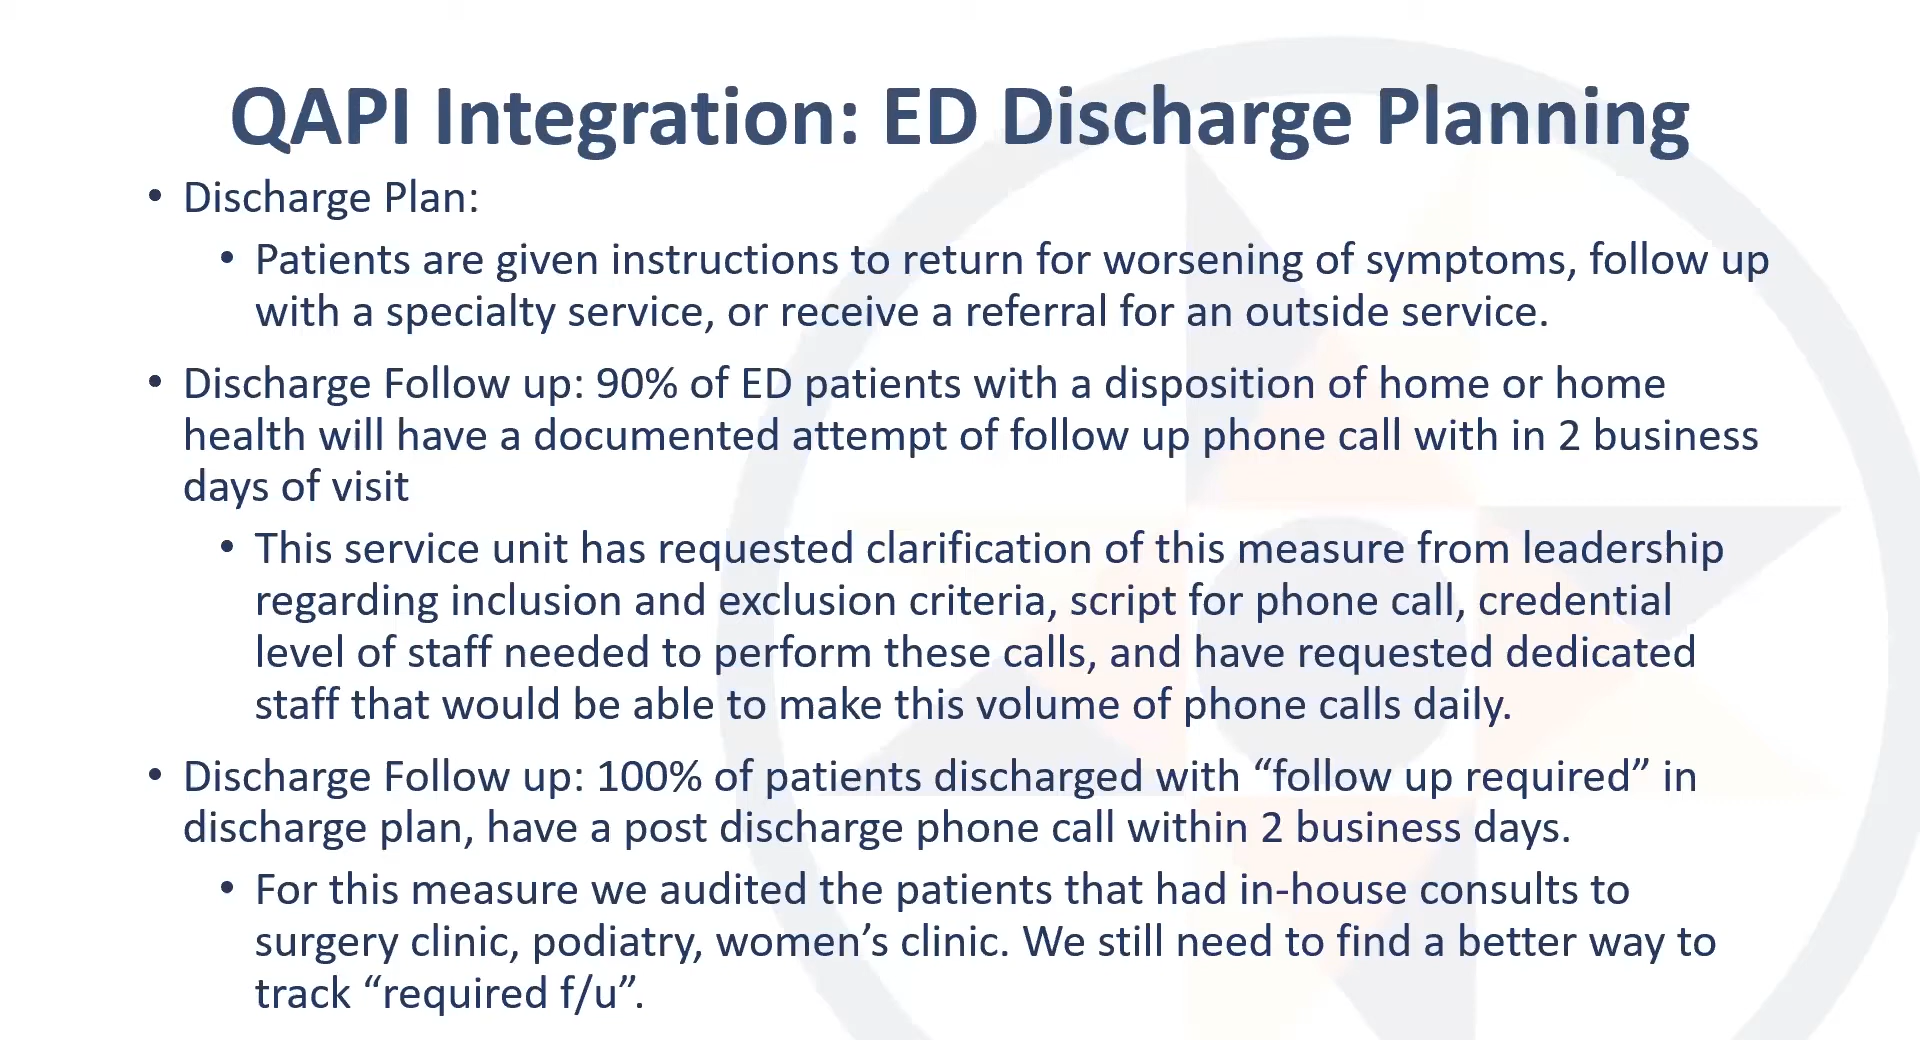 QAPI Integration: ED Discharge Planning
• Discharge Plan:
• Patients are given instructions to return for worsening of symptoms, follow up
with a specialty service, or receive a referral for an outside service.
• Discharge Follow up: 90% of ED patients with a disposition of home or home
health will have a documented attempt of follow up phone call with in 2 business
days of visit
• This service unit has requested clarification of this measure from leadership
regarding inclusion and exclusion criteria, script for phone call, credential
level of staff needed to perform these calls, and have requested dedicated
staff that would be able to make this volume of phone calls daily.
• Discharge Follow up: 100% of patients discharged with “follow up required” in
discharge plan, have a post discharge phone call within 2 business days.
• For this measure we audited the patients that had in-house consults to
surgery clinic, podiatry, women’s clinic. We still need to find a better way to
track “required f/u”.